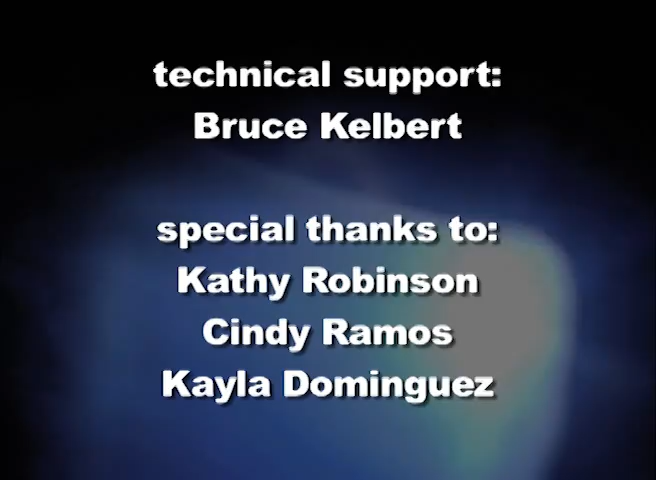 technical support:
Bruce Kelbert
special thanks to:
Kathy Robinson
Cindy Ramos
Kayla Dominguez